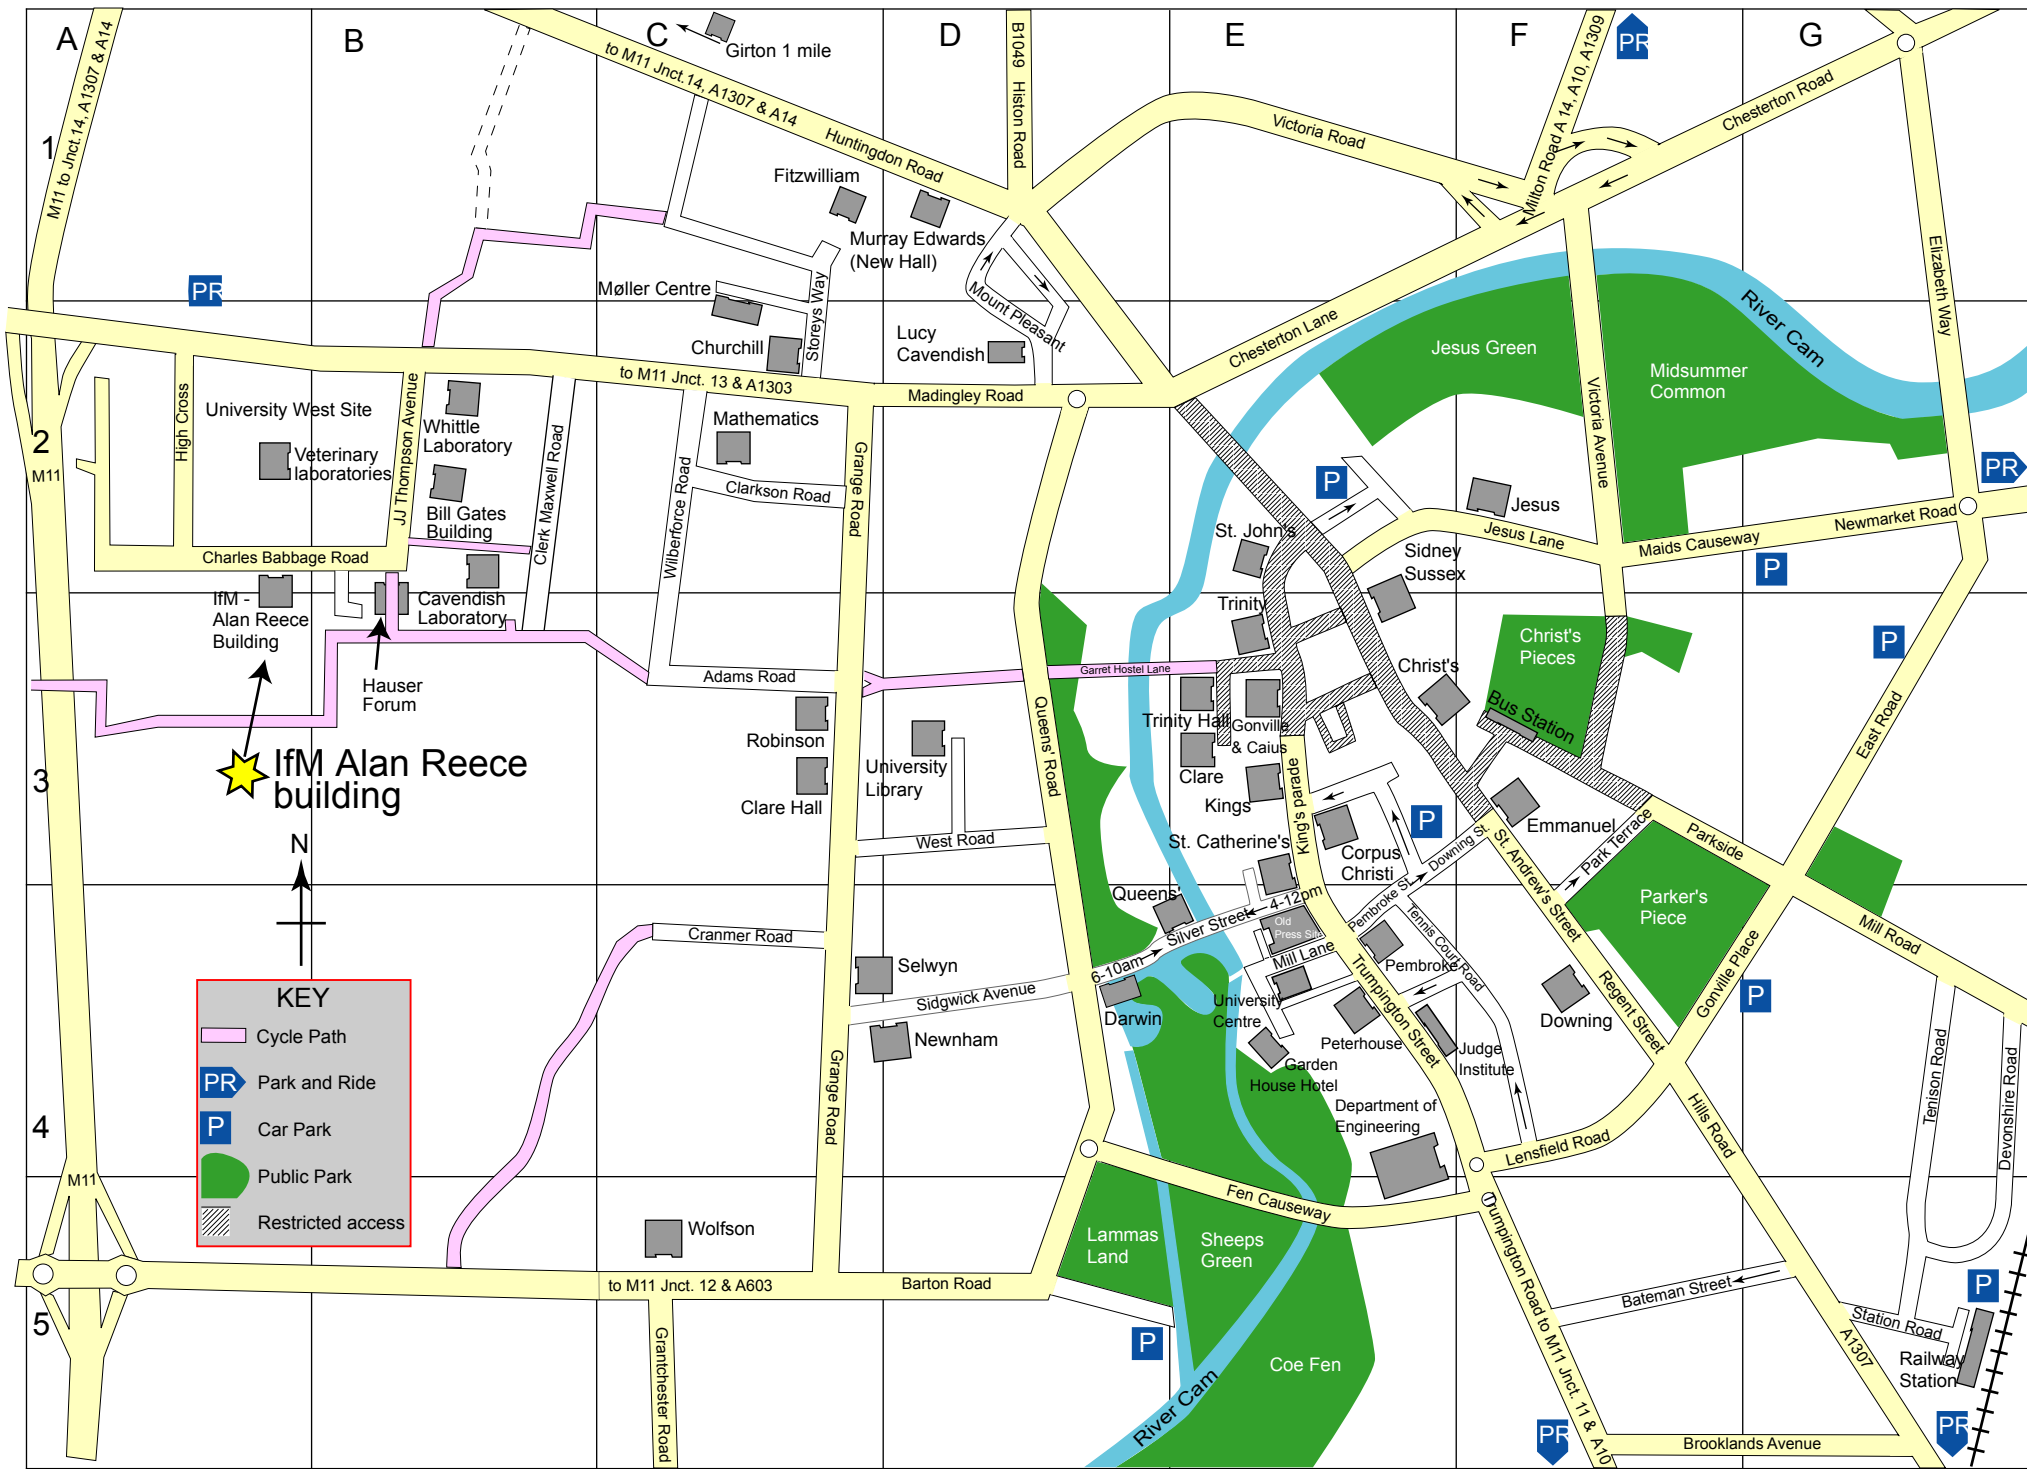 A
B
C
D
E
F
G
1
2
3
4
5
Girton 1 mile
M11 to Jnct.14, A1307 & A14
to M11 Jnct.14, A1307 & A14
Huntingdon Road
B1049 Histon Road
Victoria Road
Milton Road A 14, A10, A1309
PR
Chesterton Road
Elizabeth Way
Fitzwilliam
Murray Edwards
(New Hall)
PR
Møller Centre
Storeys Way
Churchill
Mount Pleasant
Lucy
Cavendish
Chesterton Lane
Jesus Green
River Cam
Midsummer
Common
Victoria Avenue
to M11 Jnct. 13 & A1303
Madingley Road
High Cross
University West Site
JJ Thompson Avenue
Whittle
Laboratory
Veterinary
laboratories
Bill Gates
Building
Clerk Maxwell Road
Mathematics
Clarkson Road
Wilberforce Road
Grange Road
M11
P
PR
Jesus
Jesus Lane
Newmarket Road
Maids Causeway
P
Charles Babbage Road
IfM -
Alan Reece
Building
Cavendish
Laboratory
Hauser
Forum
St. John's
Sidney
Sussex
Trinity
Garret Hostel Lane
Christ's
Pieces
P
Christ's
Bus Station
Adams Road
Robinson
Clare Hall
University
Library
Queens' Road
Trinity Hall
Gonville
& Caius
Clare
Kings
King's parade
East Road
IfM Alan Reece
building
N
West Road
St. Catherine's
Corpus
Christi
P
Downing St.
Emmanuel
Park Terrace
Parkside
St. Andrew's Street
Parker's
Piece
Mill Road
Queens'
Silver Street
4-12pm
6-10am
Old
Press Site
Mill Lane
Pembroke St.
Tennis Court Road
Pembroke
Cranmer Road
Selwyn
Sidgwick Avenue
Newnham
Darwin
University
Centre
Garden
House Hotel
Peterhouse
Trumpington Street
Judge
Institute
Downing
Regent Street
Gonville Place
P
Tenison Road
Devonshire Road
KEY
Cycle Path
PR
Park and Ride
P
Car Park
Public Park
Restricted access
Grange Road
Department of
Engineering
Lensfield Road
Hills Road
M11
Wolfson
Fen Causeway
Lammas
Land
Sheeps
Green
to M11 Jnct. 12 & A603
Barton Road
Grantchester Road
P
River Cam
Coe Fen
Trumpington Road to M11 Jnct. 11 & A10
Bateman Street
Station Road
P
Railway
Station
A1307
PR
Brooklands Avenue
PR